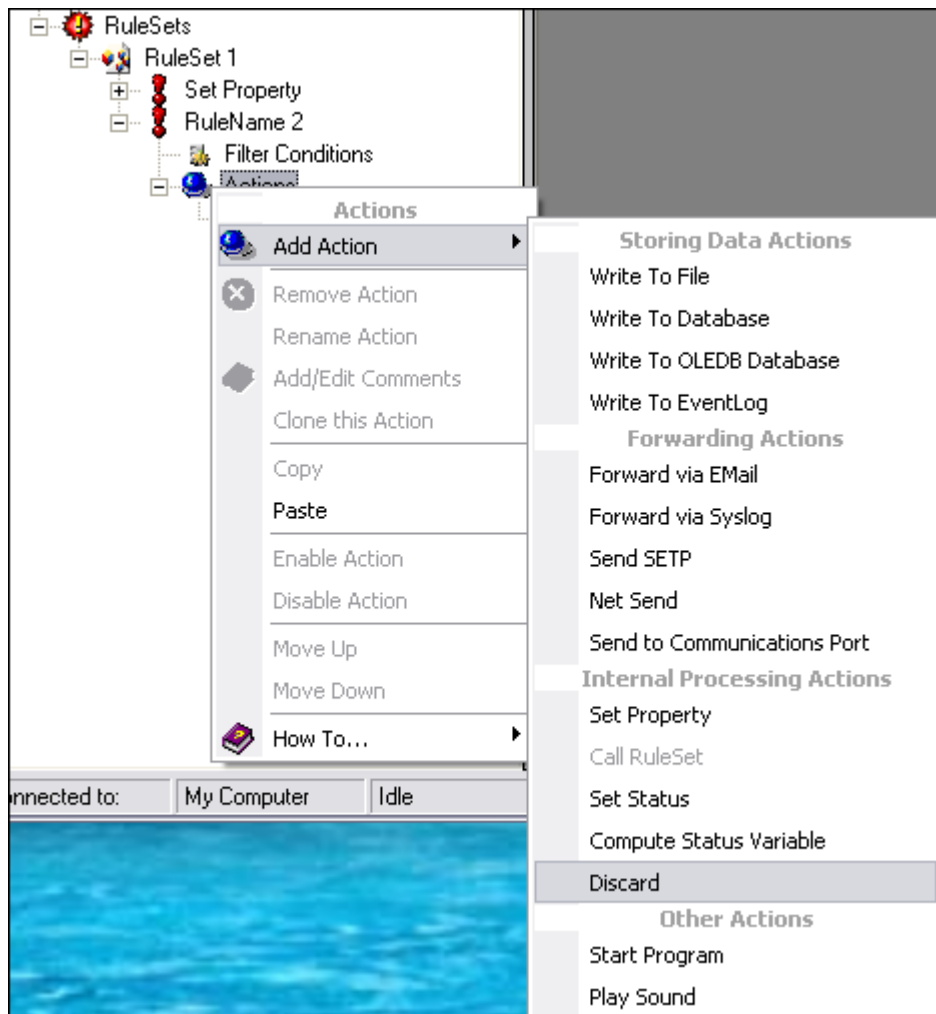 RuleSets
RuleSet 1
Set Property
RuleName 2
Filter Conditions
Actions
Actions
Add Action
Remove Action
Rename Action
Add/Edit Comments
Clone this Action
Copy
Paste
Enable Action
Disable Action
Move Up
Move Down
How To...
Storing Data Actions
Write To File
Write To Database
Write To OLEDB Database
Write To EventLog
Forwarding Actions
Forward via EMail
Forward via Syslog
Send SETP
Net Send
Send to Communications Port
Internal Processing Actions
Set Property
Call RuleSet
Set Status
Compute Status Variable
Discard
Other Actions
Start Program
Play Sound
nnected to:
My Computer
Idle